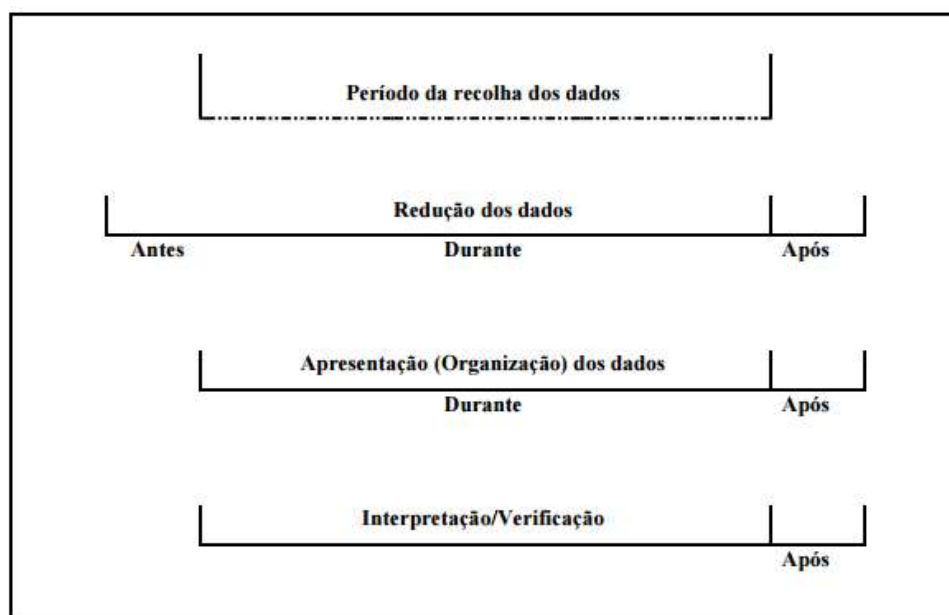 Período da recolha dos dados
Redução dos dados
Antes Durante Após
Apresentação (Organização) dos dados
Durante Após
Interpretação/Verificação
Após